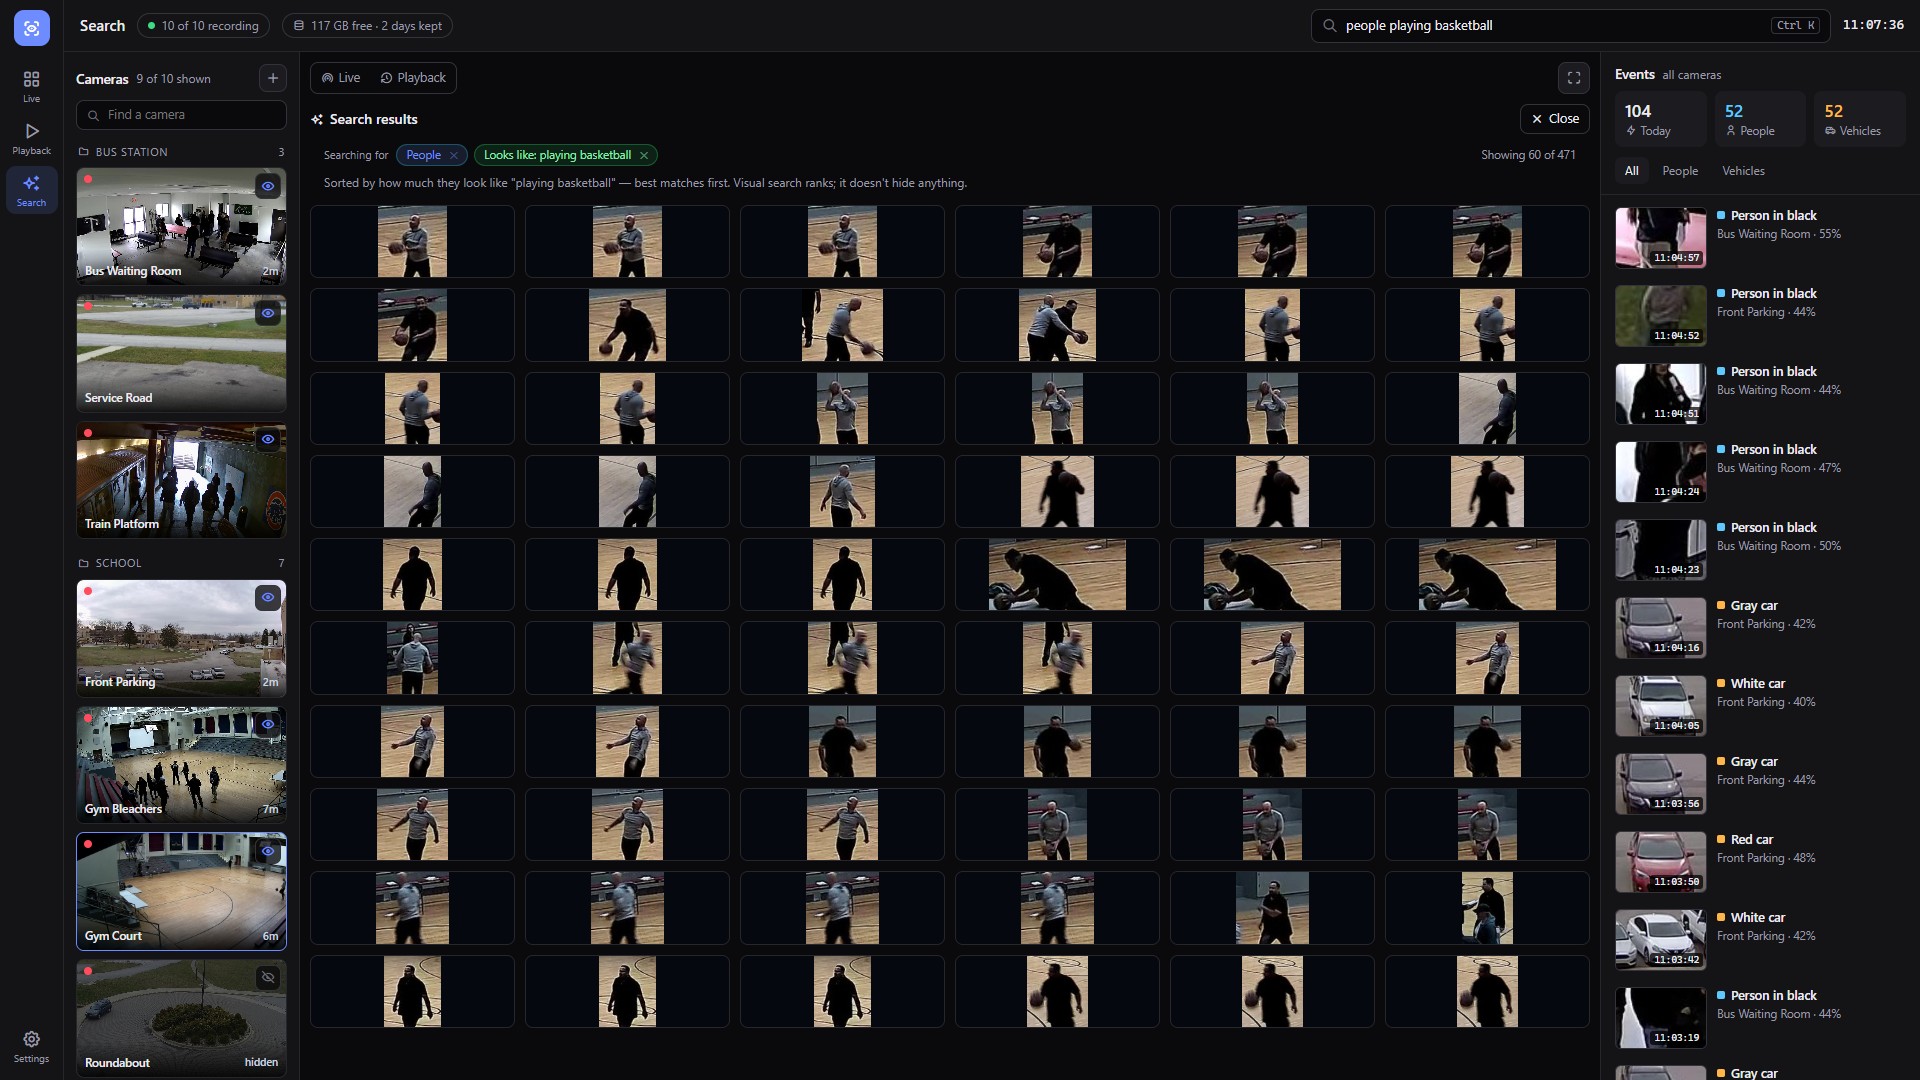 Search
10 of 10 recording
117 GB free · 2 days kept
people playing basketball
Ctrl K
11:07:36
Live
Playback
Search
Settings
Cameras 9 of 10 shown
Find a camera
BUS STATION 3
Bus Waiting Room 2m
Service Road
Train Platform
SCHOOL 7
Front Parking 2m
Gym Bleachers 7m
Gym Court 6m
Roundabout hidden
Live Playback
Search results
Close
Searching for People Looks like: playing basketball
Showing 60 of 471
Sorted by how much they look like "playing basketball" — best matches first. Visual search ranks; it doesn't hide anything.
Events all cameras
104 52 52
Today People Vehicles
All People Vehicles
Person in black
Bus Waiting Room · 55%
11:04:57
Person in black
Front Parking · 44%
11:04:52
Person in black
Bus Waiting Room · 44%
11:04:51
Person in black
Bus Waiting Room · 47%
11:04:24
Person in black
Bus Waiting Room · 50%
11:04:23
Gray car
Front Parking · 42%
11:04:16
White car
Front Parking · 40%
11:04:05
Gray car
Front Parking · 44%
11:03:56
Red car
Front Parking · 48%
11:03:50
White car
Front Parking · 42%
11:03:42
Person in black
Bus Waiting Room · 44%
11:03:19
Gray car